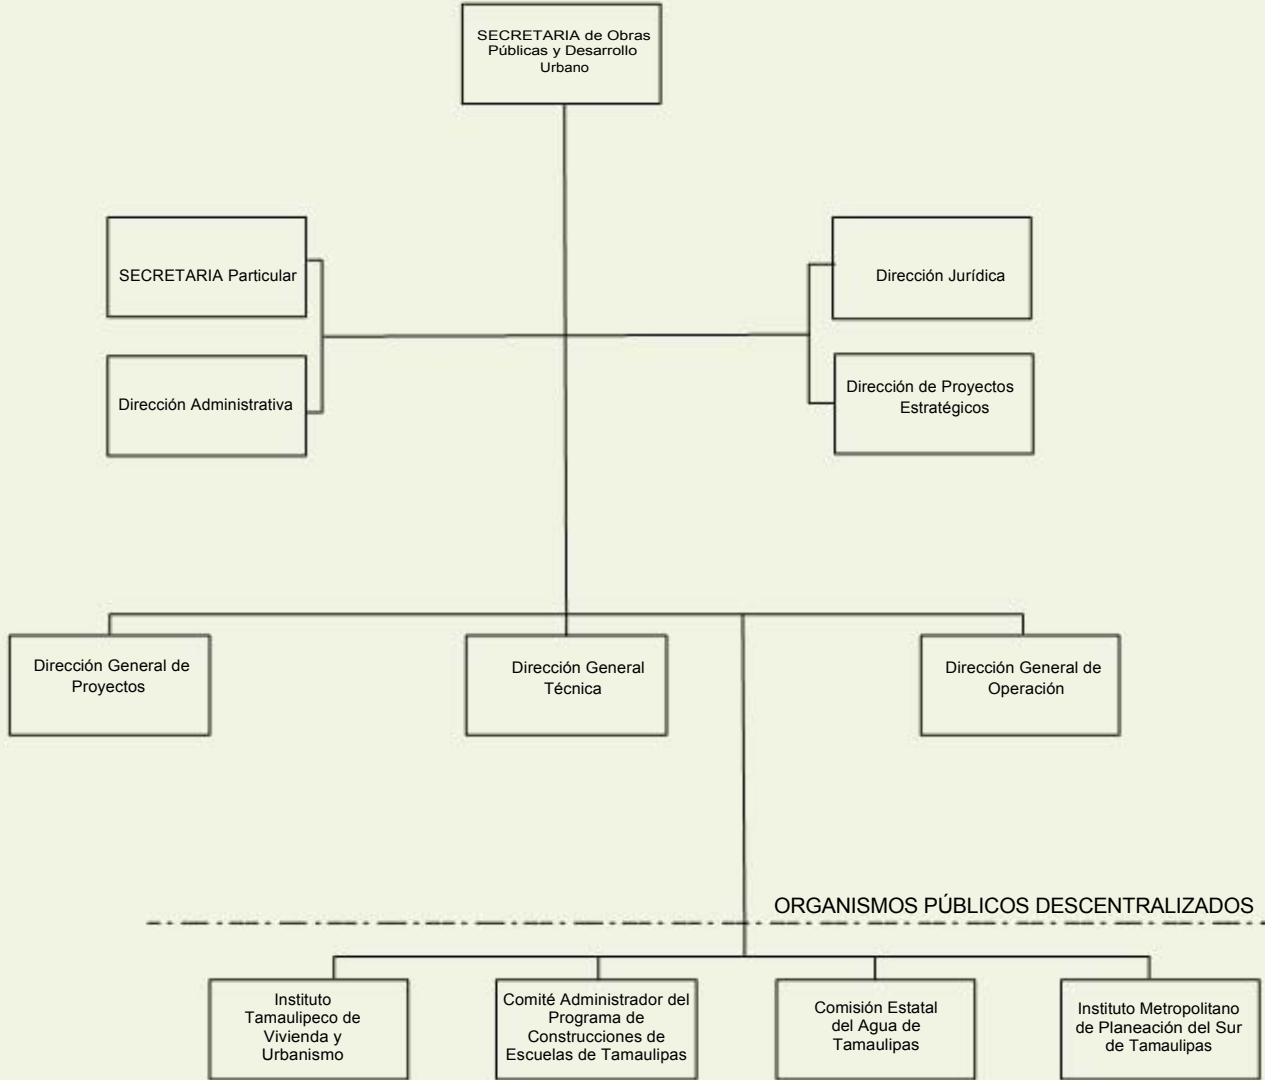 SECRETARIA de Obras
Públicas y Desarrollo
Urbano
SECRETARIA Particular
Dirección Jurídica
Dirección Administrativa
Dirección de Proyectos
Estratégicos
Dirección General de
Proyectos
Dirección General
Técnica
Dirección General de
Operación
ORGANISMOS PÚBLICOS DESCENTRALIZADOS
Instituto
Tamaulipeco de
Vivienda y
Urbanismo
Comité Administrador del
Programa de
Construcciones de
Escuelas de Tamaulipas
Comisión Estatal
del Agua de
Tamaulipas
Instituto Metropolitano
de Planeación del Sur
de Tamaulipas